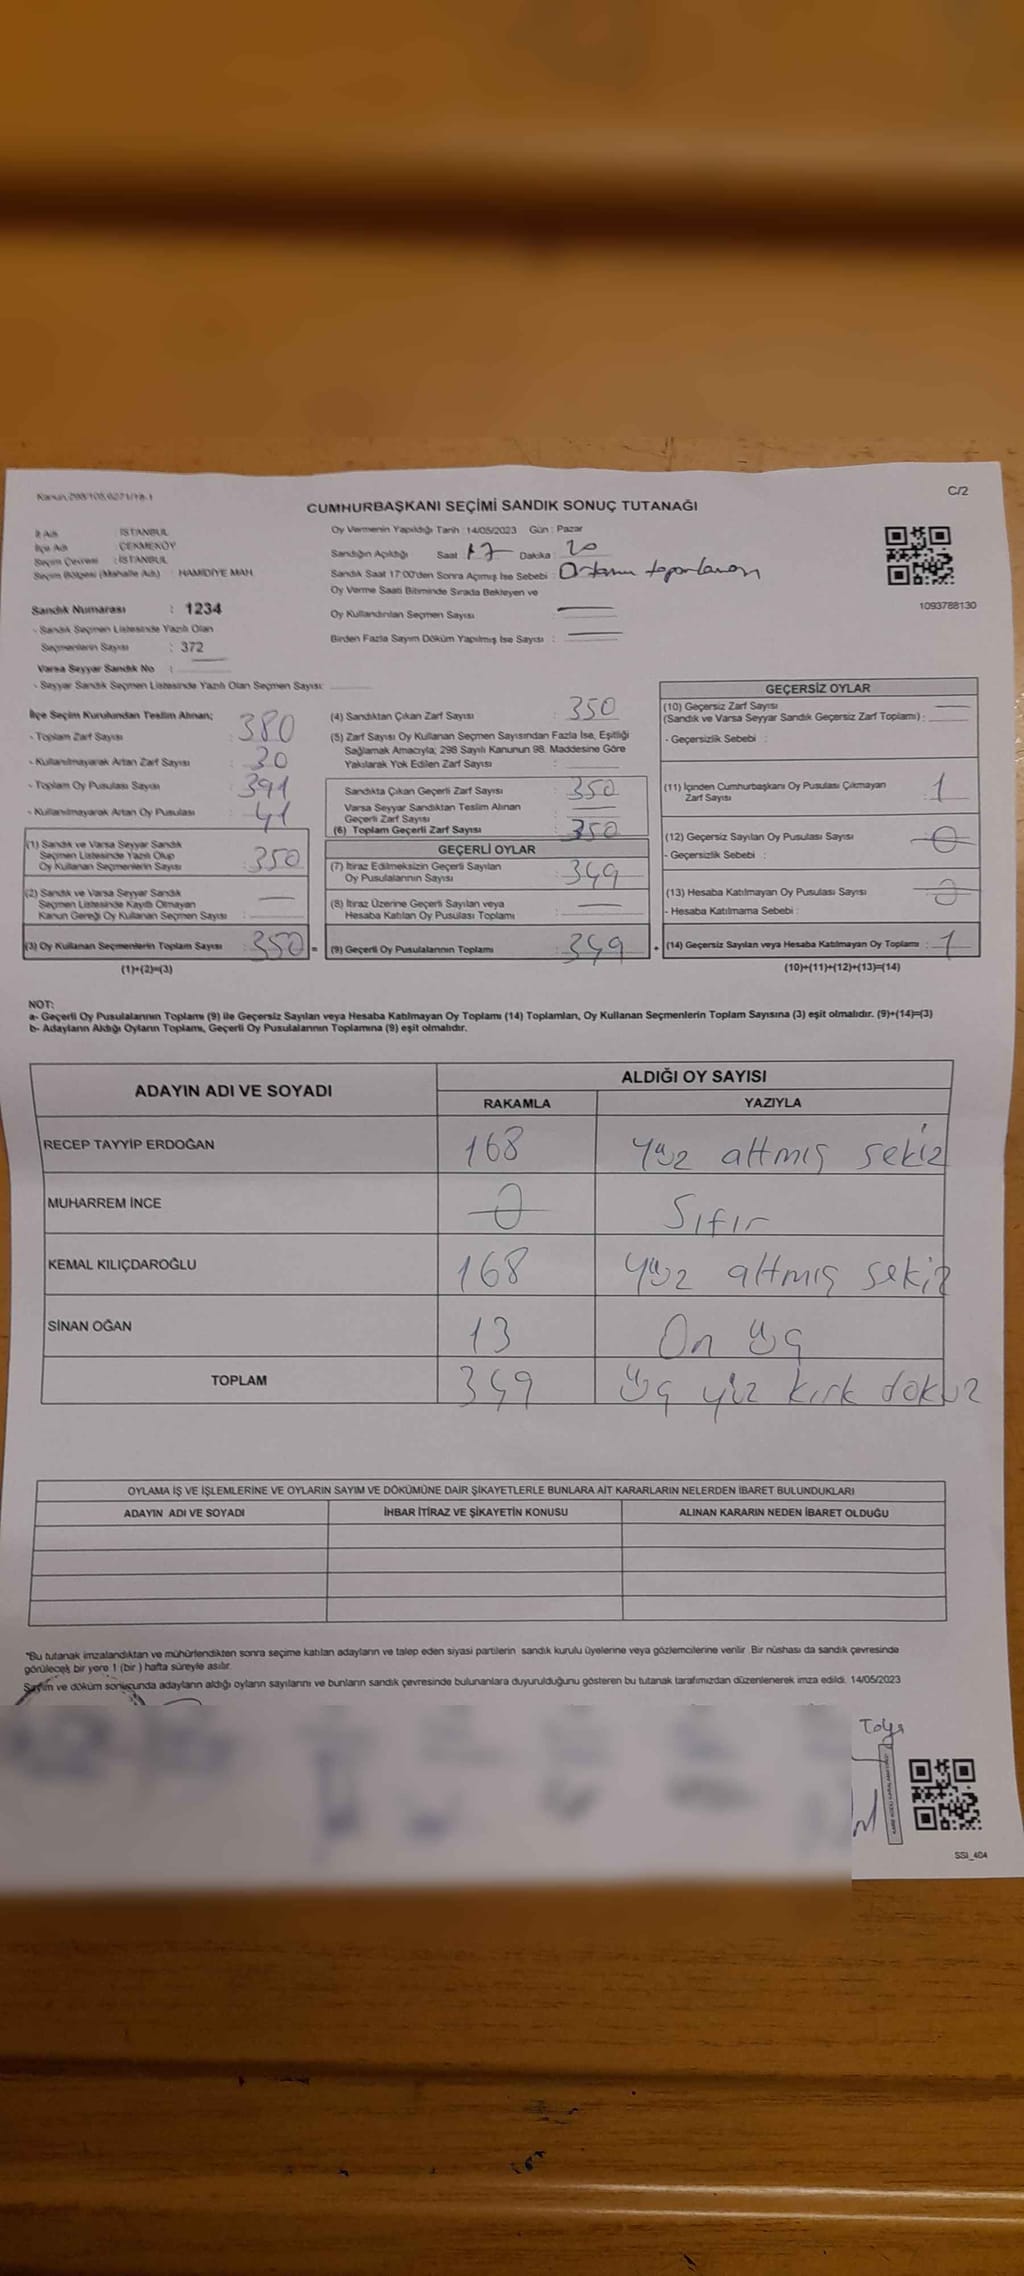 Kanun:298/105,6271/19-1
C/2
CUMHURBAŞKANI SEÇİMİ SANDIK SONUÇ TUTANAĞI
İl Adı : İSTANBUL
İlçe Adı : ÇEKMEKÖY
Seçim Çevresi : İSTANBUL
Seçim Bölgesi (Mahalle Adı) : HAMİDİYE MAH.
Sandık Numarası : 1234
- Sandık Seçmen Listesinde Yazılı Olan
Seçmenlerin Sayısı : 372
Varsa Seyyar Sandık No :
- Seyyar Sandık Seçmen Listesinde Yazılı Olan Seçmen Sayısı:
Oy Vermenin Yapıldığı Tarih :14/05/2023 Gün : Pazar
Sandığın Açıldığı Saat : 17 Dakika : 20
Sandık Saat 17:00'den Sonra Açımış İse Sebebi :
Oy Verme Saati Bitiminde Sırada Bekleyen ve
Oy Kullandırılan Seçmen Sayısı :
Birden Fazla Sayım Döküm Yapılmış İse Sayısı :
1093788130
İlçe Seçim Kurulundan Teslim Alınan;
- Toplam Zarf Sayısı : 380
- Kullanılmayarak Artan Zarf Sayısı : 30
- Toplam Oy Pusulası Sayısı : 391
- Kullanılmayarak Artan Oy Pusulası : 41
(1) Sandık ve Varsa Seyyar Sandık
Seçmen Listesinde Yazılı Olup
Oy Kullanan Seçmenlerin Sayısı : 350
(2) Sandık ve Varsa Seyyar Sandık
Seçmen Listesinde Kayıtlı Olmayan
Kanun Gereği Oy Kullanan Seçmen Sayısı :
(3) Oy Kullanan Seçmenlerin Toplam Sayısı : 350 =
(1)+(2)=(3)
(4) Sandıktan Çıkan Zarf Sayısı : 350
(5) Zarf Sayısı Oy Kullanan Seçmen Sayısından Fazla İse, Eşitliği
Sağlamak Amacıyla; 298 Sayılı Kanunun 98. Maddesine Göre
Yakılarak Yok Edilen Zarf Sayısı :
Sandıkta Çıkan Geçerli Zarf Sayısı : 350
Varsa Seyyar Sandıktan Teslim Alınan
Geçerli Zarf Sayısı :
(6) Toplam Geçerli Zarf Sayısı : 350
GEÇERLİ OYLAR
(7) İtiraz Edilmeksizin Geçerli Sayılan
Oy Pusulalarının Sayısı : 349
(8) İtiraz Üzerine Geçerli Sayılan veya
Hesaba Katılan Oy Pusulası Toplamı :
(9) Geçerli Oy Pusulalarının Toplamı : 349 +
GEÇERSİZ OYLAR
(10) Geçersiz Zarf Sayısı
(Sandık ve Varsa Seyyar Sandık Geçersiz Zarf Toplamı) :
- Geçersizlik Sebebi :
(11) İçinden Cumhurbaşkanı Oy Pusulası Çıkmayan
Zarf Sayısı : 1
(12) Geçersiz Sayılan Oy Pusulası Sayısı : 0
- Geçersizlik Sebebi :
(13) Hesaba Katılmayan Oy Pusulası Sayısı : 0
- Hesaba Katılmama Sebebi :
(14) Geçersiz Sayılan veya Hesaba Katılmayan Oy Toplamı : 1
(10)+(11)+(12)+(13)=(14)
NOT:
a- Geçerli Oy Pusulalarının Toplamı (9) ile Geçersiz Sayılan veya Hesaba Katılmayan Oy Toplamı (14) Toplamları, Oy Kullanan Seçmenlerin Toplam Sayısına (3) eşit olmalıdır. (9)+(14)=(3)
b- Adayların Aldığı Oyların Toplamı, Geçerli Oy Pusulalarının Toplamına (9) eşit olmalıdır.
ADAYIN ADI VE SOYADI ALDIĞI OY SAYISI
RAKAMLA YAZIYLA
RECEP TAYYİP ERDOĞAN 168 yüz altmış sekiz
MUHARREM İNCE 0 Sıfır
KEMAL KILIÇDAROĞLU 168 yüz altmış sekiz
SİNAN OĞAN 13 On üç
TOPLAM 349 üç yüz kırk dokuz
OYLAMA İŞ VE İŞLEMLERİNE VE OYLARIN SAYIM VE DÖKÜMÜNE DAİR ŞİKAYETLERLE BUNLARA AİT KARARLARIN NELERDEN İBARET BULUNDUKLARI
ADAYIN ADI VE SOYADI İHBAR İTİRAZ VE ŞİKAYETİN KONUSU ALINAN KARARIN NEDEN İBARET OLDUĞU
*Bu tutanak imzalandıktan ve mühürlendikten sonra seçime katılan adayların ve talep eden siyasi partilerin sandık kurulu üyelerine veya gözlemcilerine verilir. Bir nüshası da sandık çevresinde
görülecek bir yere 1 (bir ) hafta süreyle asılır.
Sayım ve döküm sonucunda adayların aldığı oyların sayılarını ve bunların sandık çevresinde bulunanlara duyurulduğunu gösteren bu tutanak tarafımızdan düzenlenerek imza edildi. 14/05/2023
SSI_404